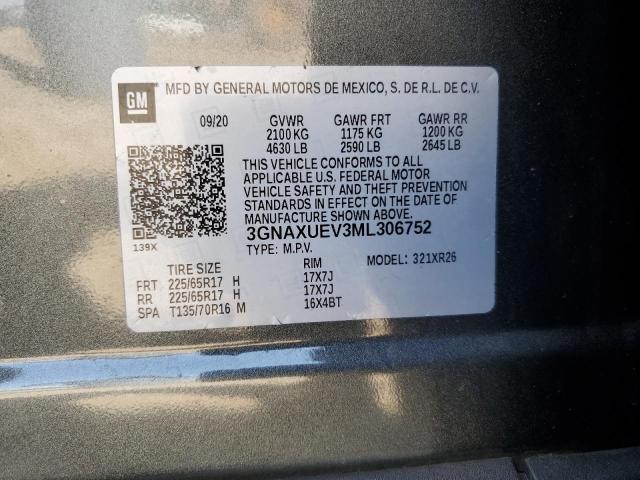 GM
MFD BY GENERAL MOTORS DE MEXICO, S. DE R.L. DE C.V.
09/20 GVWR GAWR FRT GAWR RR
2100 KG 1175 KG 1200 KG
4630 LB 2590 LB 2645 LB
THIS VEHICLE CONFORMS TO ALL
APPLICABLE U.S. FEDERAL MOTOR
VEHICLE SAFETY AND THEFT PREVENTION
STANDARDS IN EFFECT ON THE DATE OF
MANUFACTURE SHOWN ABOVE.
139X
3GNAXUEV3ML306752
TYPE: M.P.V. MODEL: 321XR26
TIRE SIZE RIM
FRT 225/65R17 H 17X7J
RR 225/65R17 H 17X7J
SPA T135/70R16 M 16X4BT